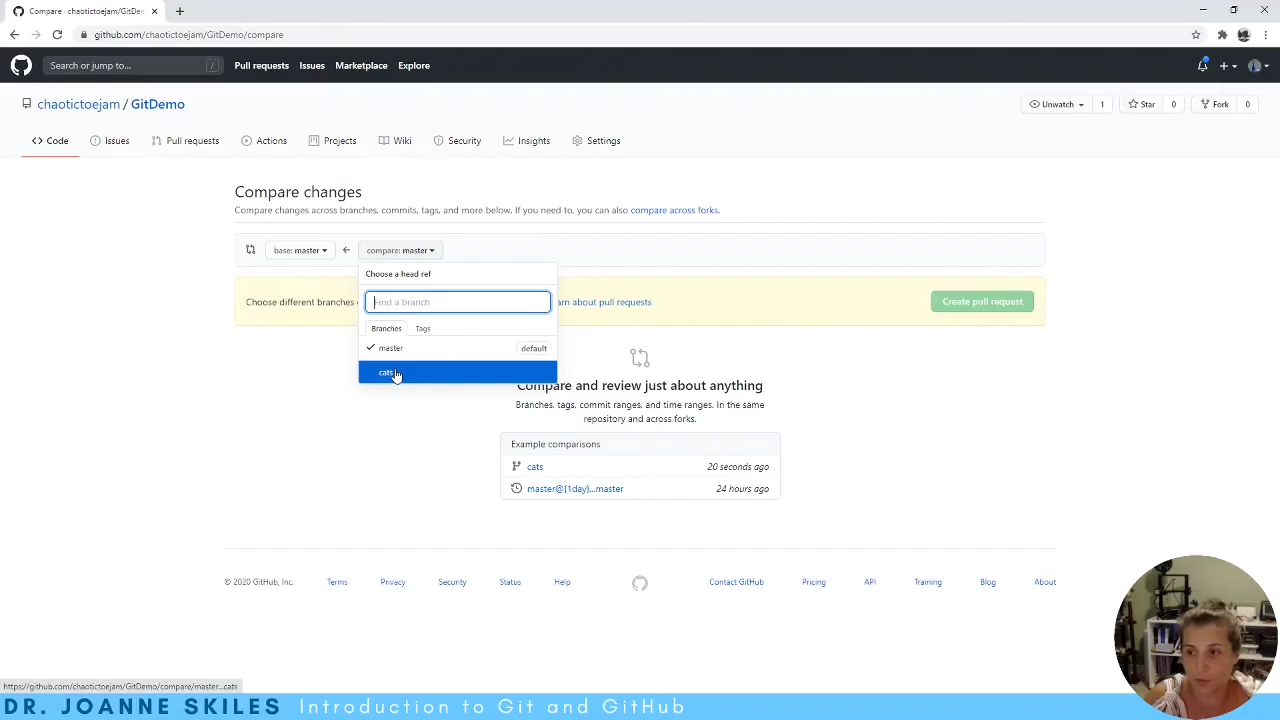 Compare · chaotictoejam/GitDem
github.com/chaotictoejam/GitDemo/compare
Search or jump to...
/
Pull requests
Issues
Marketplace
Explore
chaotictoejam / GitDemo
Unwatch
1
Star
0
Fork
0
Code
Issues
Pull requests
Actions
Projects
Wiki
Security
Insights
Settings
Compare changes
Compare changes across branches, commits, tags, and more below. If you need to, you can also compare across forks.
base: master
compare: master
Choose a head ref
Choose different branches
about pull requests
Create pull request
Find a branch
Branches
Tags
master
default
cats
Compare and review just about anything
Branches, tags, commit ranges, and time ranges. In the same
repository and across forks.
Example comparisons
cats
20 seconds ago
master@{1day}...master
24 hours ago
© 2020 GitHub, Inc.
Terms
Privacy
Security
Status
Help
Contact GitHub
Pricing
API
Training
Blog
About
https://github.com/chaotictoejam/GitDemo/compare/master...cats
DR. JOANNE SKILES Introduction to Git and GitHub